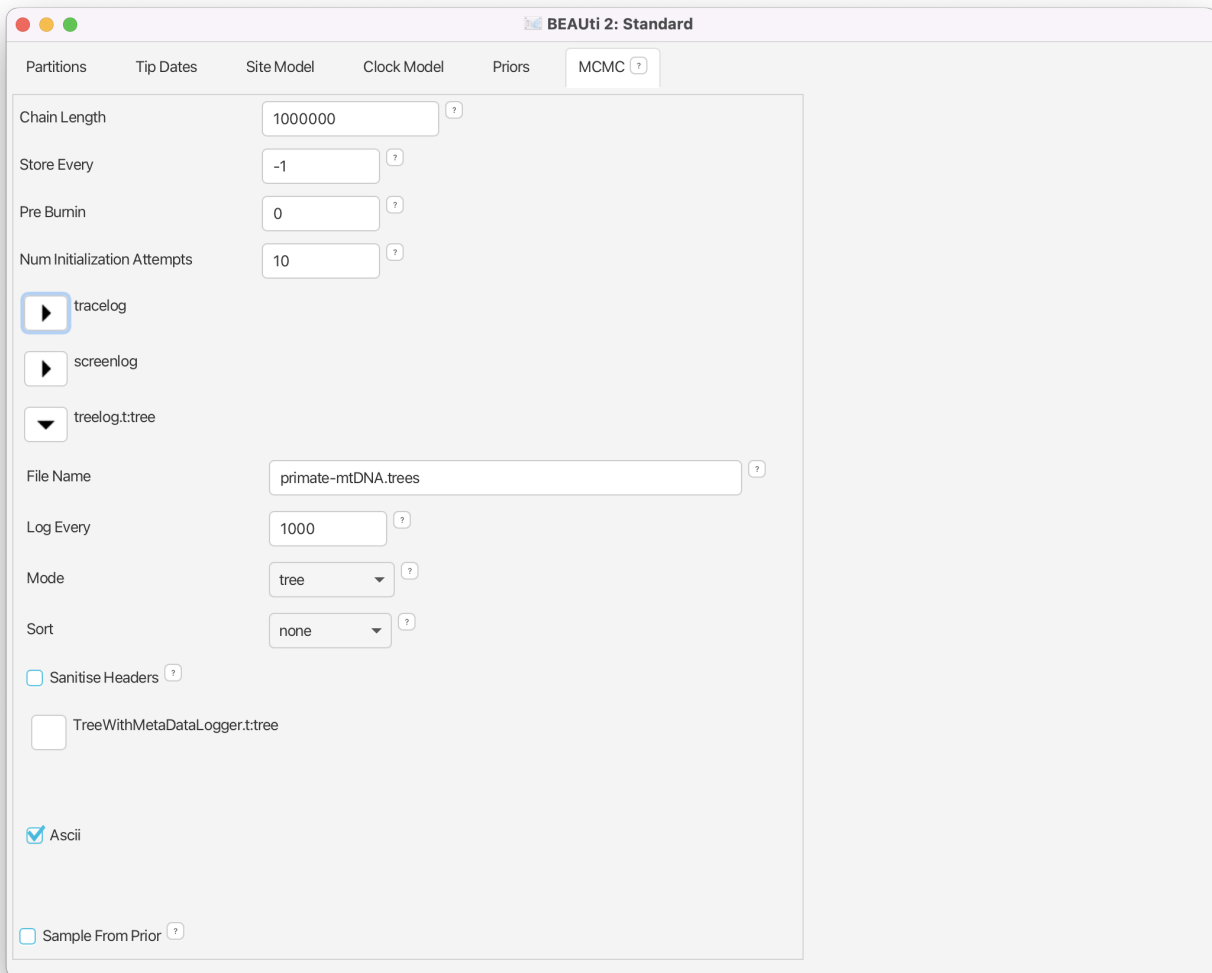 BEAUti 2: Standard
Partitions Tip Dates Site Model Clock Model Priors MCMC ?
Chain Length 1000000 ?
Store Every -1 ?
Pre Burnin 0 ?
Num Initialization Attempts 10 ?
tracelog
screenlog
treelog.t:tree
File Name primate-mtDNA.trees ?
Log Every 1000 ?
Mode tree ?
Sort none ?
Sanitise Headers ?
TreeWithMetaDataLogger.t:tree
Ascii
Sample From Prior ?